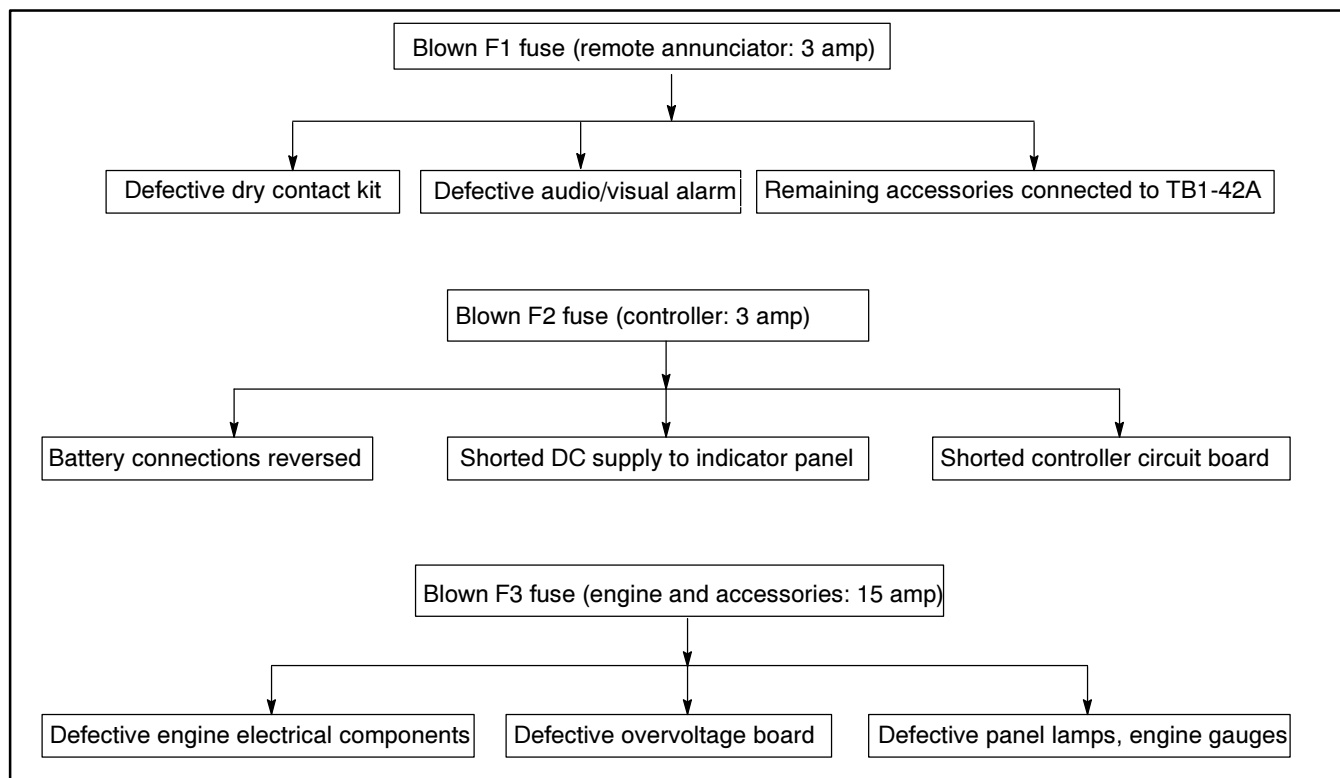 Blown F1 fuse (remote annunciator: 3 amp)
Defective dry contact kit
Defective audio/visual alarm
Remaining accessories connected to TB1-42A
Blown F2 fuse (controller: 3 amp)
Battery connections reversed
Shorted DC supply to indicator panel
Shorted controller circuit board
Blown F3 fuse (engine and accessories: 15 amp)
Defective engine electrical components
Defective overvoltage board
Defective panel lamps, engine gauges